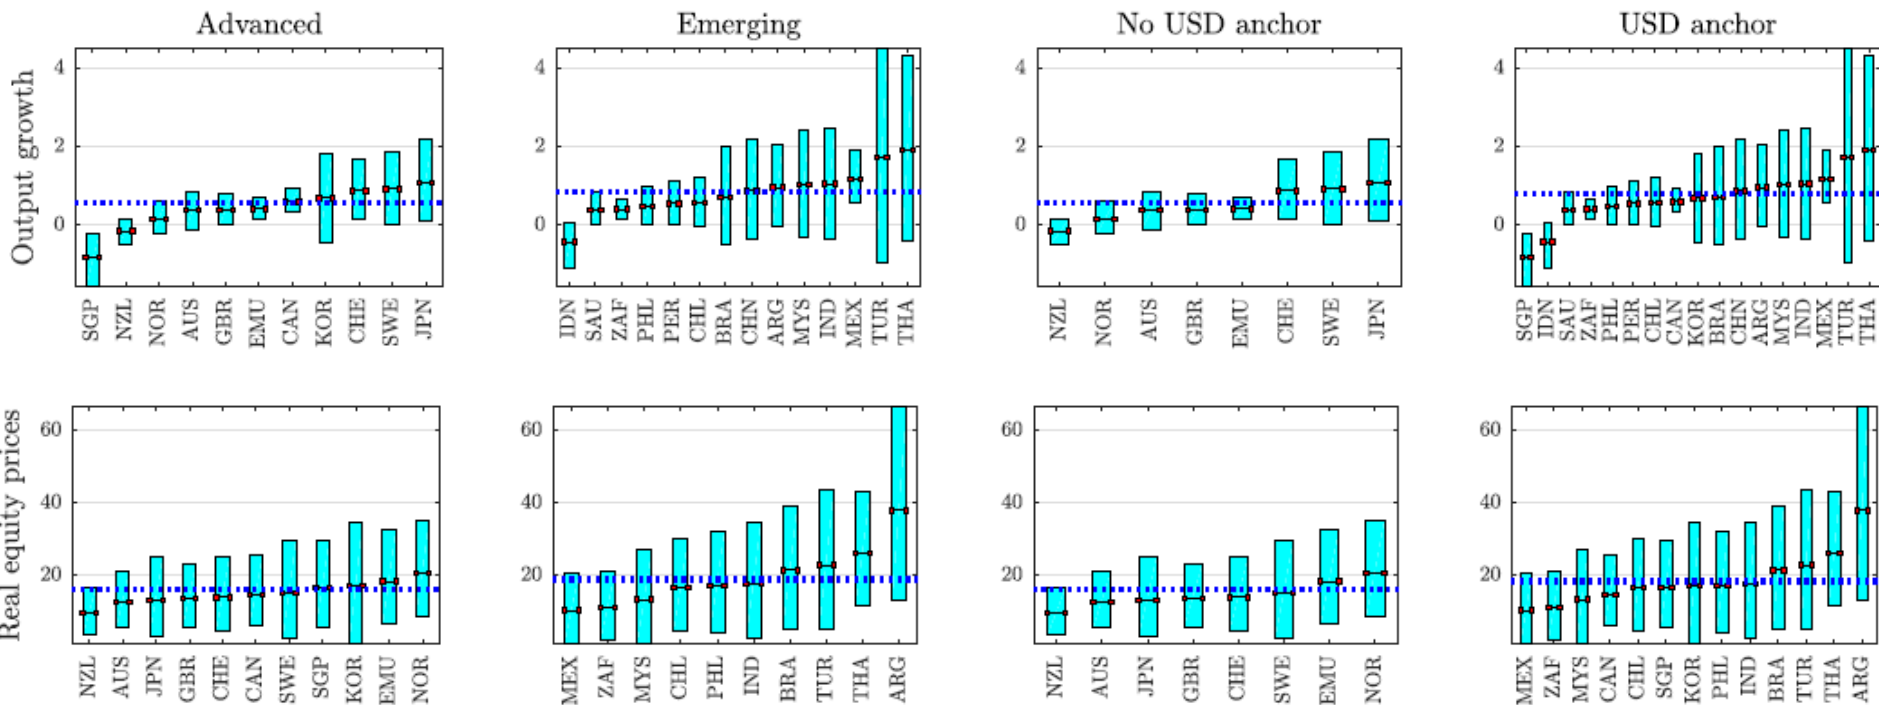 Advanced
Emerging
No USD anchor
USD anchor
Output growth
4
2
0
SGP NZL NOR AUS GBR EMU CAN KOR CHE SWE JPN
4
2
0
IDN SAU ZAF PHL PER CHL BRA CHN ARG MYS IND MEX TUR THA
4
2
0
NZL NOR AUS GBR EMU CHE SWE JPN
4
2
0
SGP IDN SAU ZAF PHL PER CHL CAN KOR BRA CHN ARG MYS IND MEX TUR THA
Real equity prices
60
40
20
NZL AUS JPN GBR CHE CAN SWE SGP KOR EMU NOR
60
40
20
MEX ZAF MYS CHL PHL IND BRA TUR THA ARG
60
40
20
NZL AUS JPN GBR CHE SWE EMU NOR
60
40
20
MEX ZAF MYS CAN CHL SGP KOR PHL IND BRA TUR THA ARG